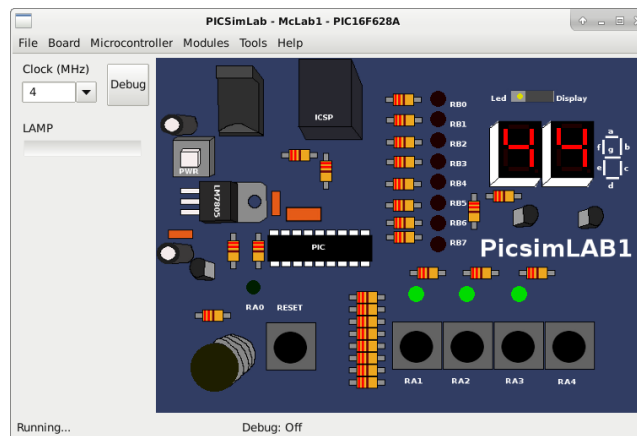 PICSimLab - McLab1 - PIC16F628A
File Board Microcontroller Modules Tools Help
Clock (MHz)
4
Debug
LAMP
ICSP
PWR
LM7805
PIC
RA0
RESET
RB0
RB1
RB2
RB3
RB4
RB5
RB6
RB7
Led
Display
44
a
f
b
g
e
c
d
PicsimLAB1
RA1
RA2
RA3
RA4
Running...
Debug: Off